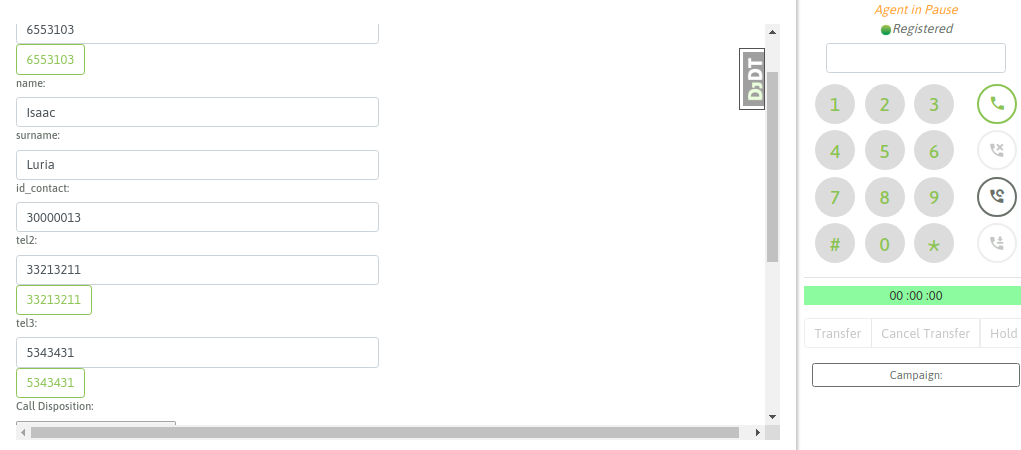 6553103
6553103
name:
Isaac
surname:
Luria
id_contact:
30000013
tel2:
33213211
33213211
tel3:
5343431
5343431
Call Disposition:
DJDT
Agent in Pause
Registered
1 2 3
4 5 6
7 8 9
# 0 *
00 :00 :00
Transfer Cancel Transfer Hold
Campaign: